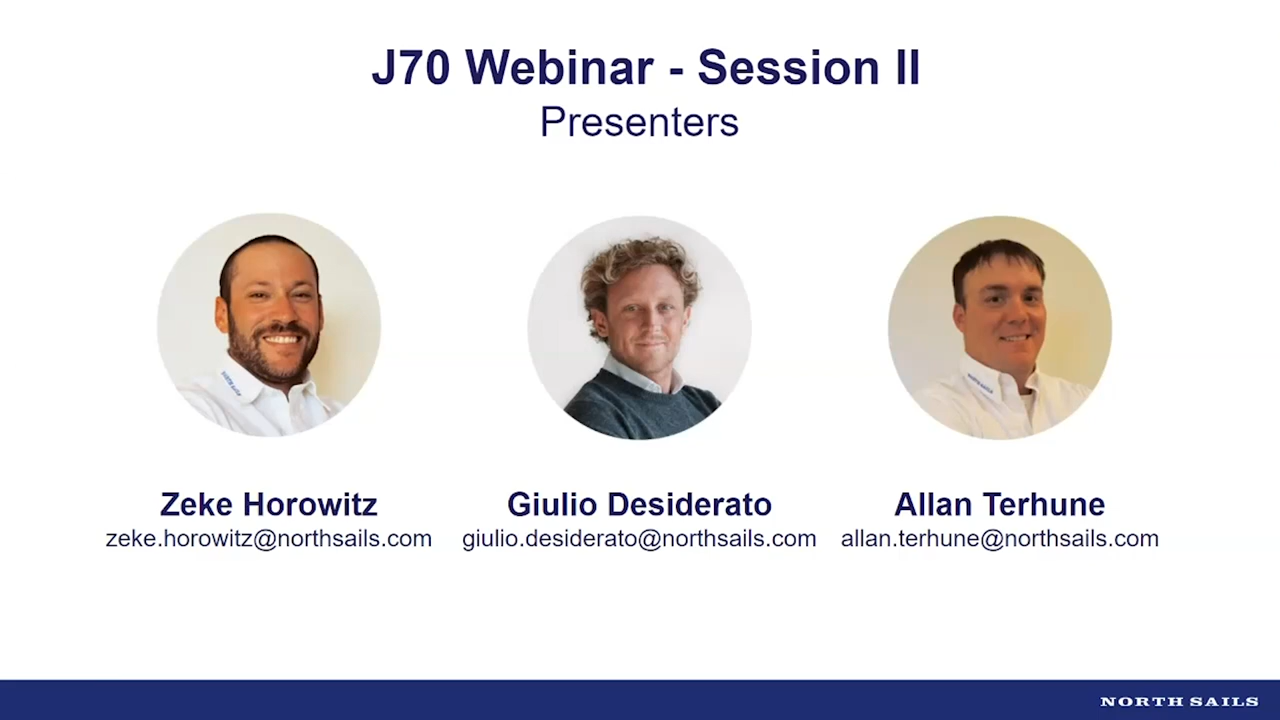 J70 Webinar - Session II
Presenters
Zeke Horowitz
zeke.horowitz@northsails.com
Giulio Desiderato
giulio.desiderato@northsails.com
Allan Terhune
allan.terhune@northsails.com
NORTH SAILS